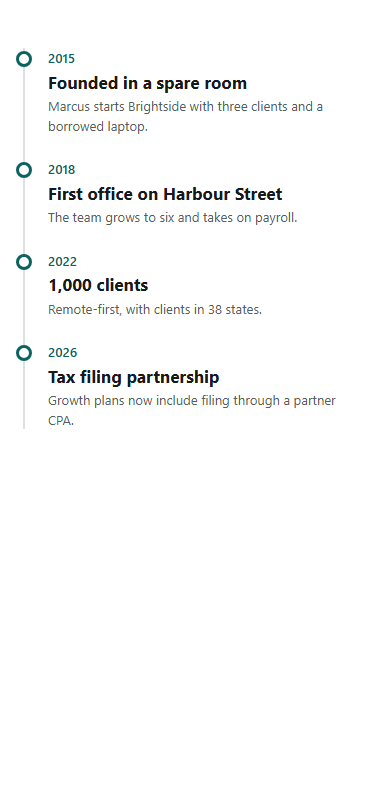 2015
Founded in a spare room
Marcus starts Brightside with three clients and a
borrowed laptop.
2018
First office on Harbour Street
The team grows to six and takes on payroll.
2022
1,000 clients
Remote-first, with clients in 38 states.
2026
Tax filing partnership
Growth plans now include filing through a partner
CPA.